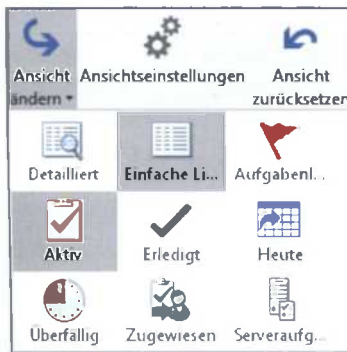 Ansicht Ansichtseinstellungen Ansicht
ändern zurücksetzen
Detailliert Einfache Li... Aufgabenl...
Aktiv Erledigt Heute
Überfällig Zugewiesen Serveraufg...